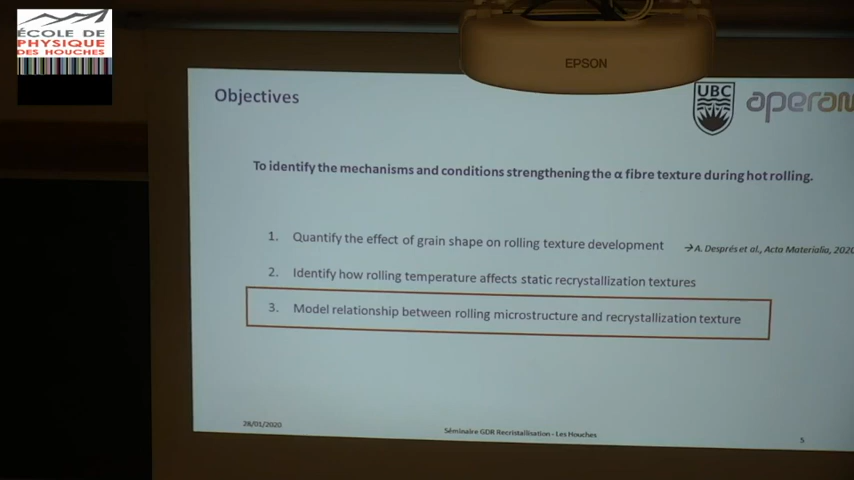 ÉCOLE DE
PHYSIQUE
DES HOUCHES
EPSON
Objectives
UBC
aperam
To identify the mechanisms and conditions strengthening the α fibre texture during hot rolling.
1. Quantify the effect of grain shape on rolling texture development
→A. Després et al., Acta Materialia, 2020
2. Identify how rolling temperature affects static recrystallization textures
3. Model relationship between rolling microstructure and recrystallization texture
28/01/2020
Séminaire GDR Recristallisation - Les Houches
5